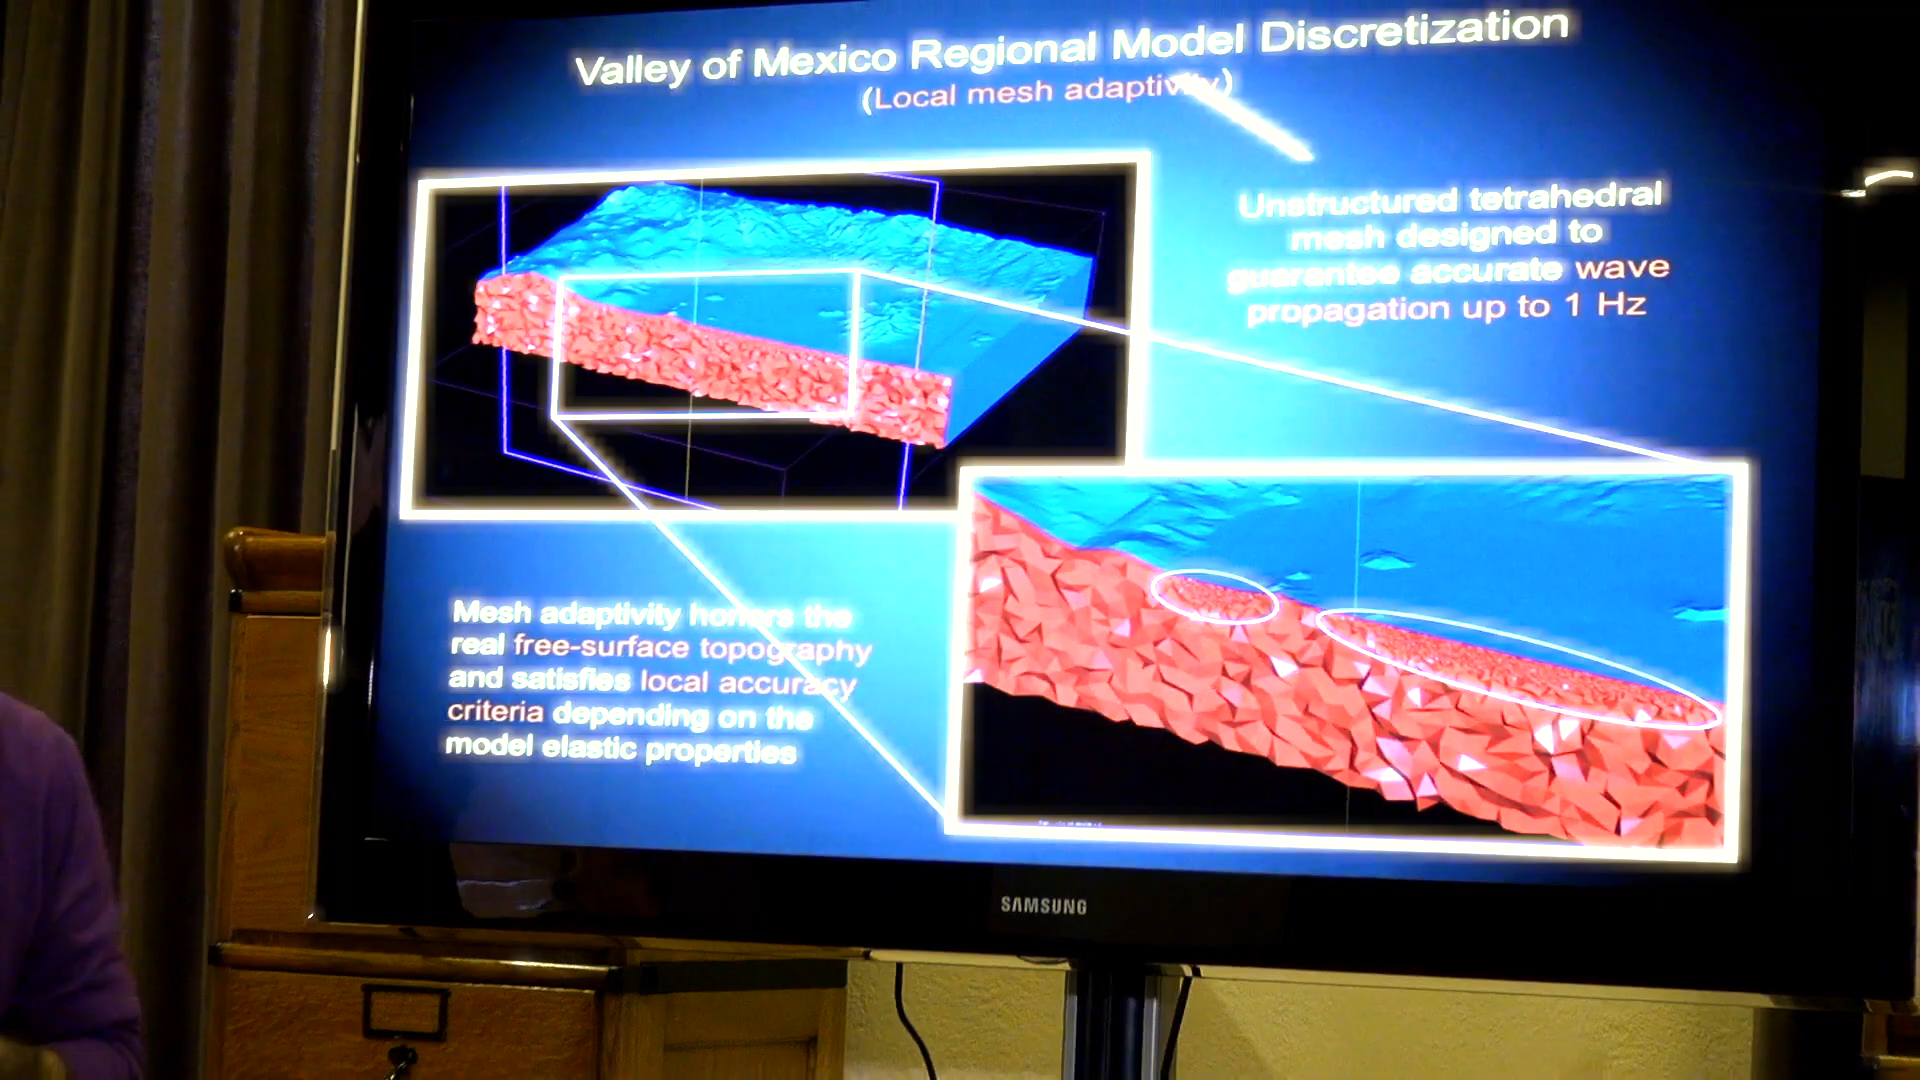 Valley of Mexico Regional Model Discretization
(Local mesh adaptivity)
Unstructured tetrahedral
mesh designed to
guarantee accurate wave
propagation up to 1 Hz
Mesh adaptivity honors the
real free-surface topography
and satisfies local accuracy
criteria depending on the
model elastic properties
SAMSUNG